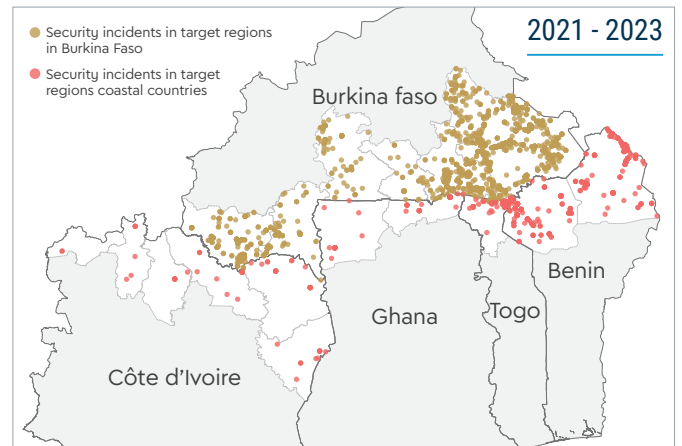 2021 - 2023
Security incidents in target regions
in Burkina Faso
Security incidents in target
regions coastal countries
Burkina faso
Benin
Togo
Ghana
Côte d’Ivoire